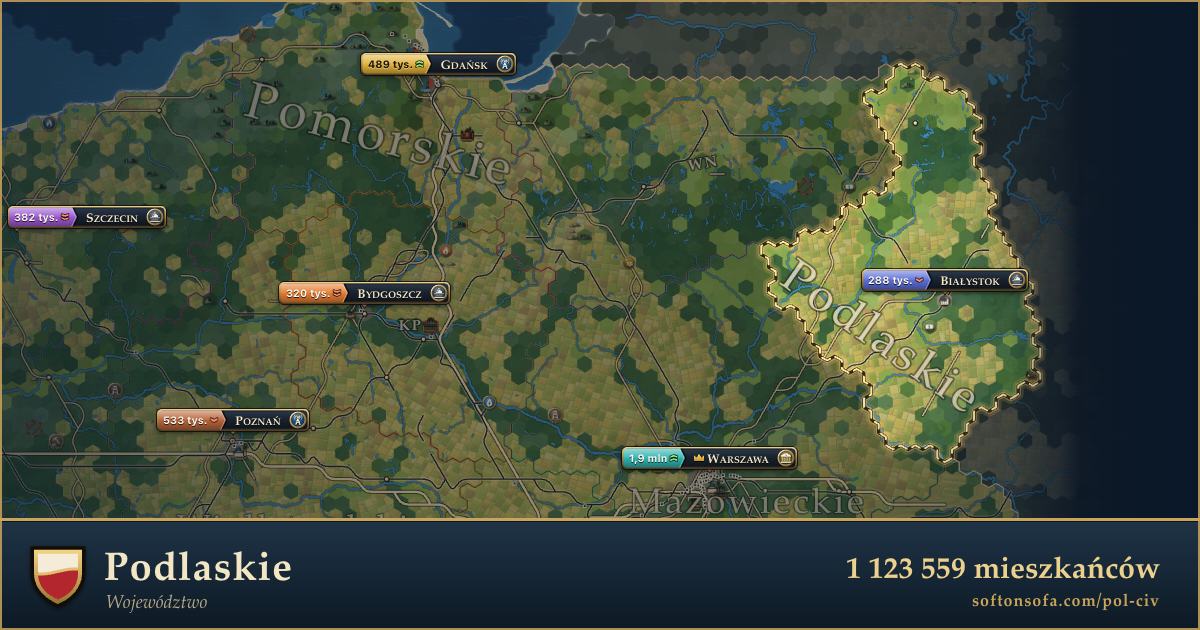 489 tys. GDAŃSK
Pomorskie
WN
382 tys. SZCZECIN
Podlaskie
288 tys. BIAŁYSTOK
320 tys. BYDGOSZCZ
KP
533 tys. POZNAŃ
1,9 mln WARSZAWA
Mazowieckie
Podlaskie
Województwo
1 123 559 mieszkańców
softonsofa.com/pol-civ